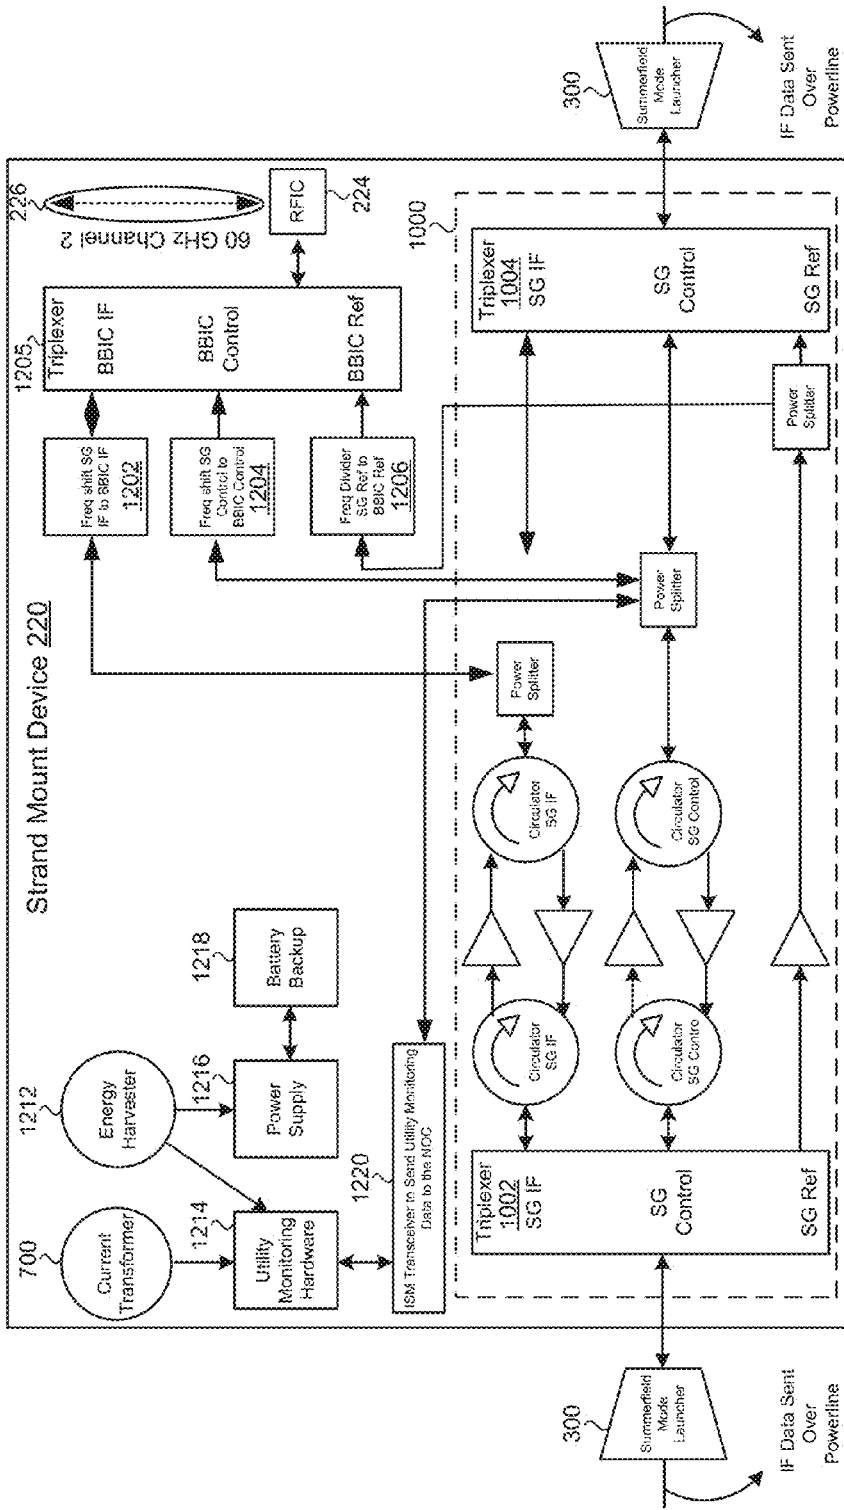 Strand Mount Device 220
700
Current
Transformer
1212
Energy
Harvester
1214
Utility
Monitoring
Hardware
1216
Power
Supply
1218
Battery
Backup
1220
ISM Transceiver to Send Utility Monitoring
Data to the NOC
226
60 GHz Channel 2
RFIC
224
1205
Triplexer
BBIC IF
BBIC
Control
BBIC Ref
Freq shift SG
IF to BBIC IF
1202
Freq shift SG
Control to
BBIC Control
1204
Freq Divider
SG Ref to
BBIC Ref
1206
1000
Triplexer
1002
SG IF
SG
Control
SG Ref
Circulator
SG IF
Circulator
SG Contro
Circulator
SG IF
Circulator
SG Control
Power
Splitter
Power
Splitter
Power
Splitter
Triplexer
1004
SG IF
SG
Control
SG Ref
300
Summerfield
Mode
Launcher
IF Data Sent
Over
Powerline
300
Summerfield
Mode
Launcher
IF Data Sent
Over
Powerline